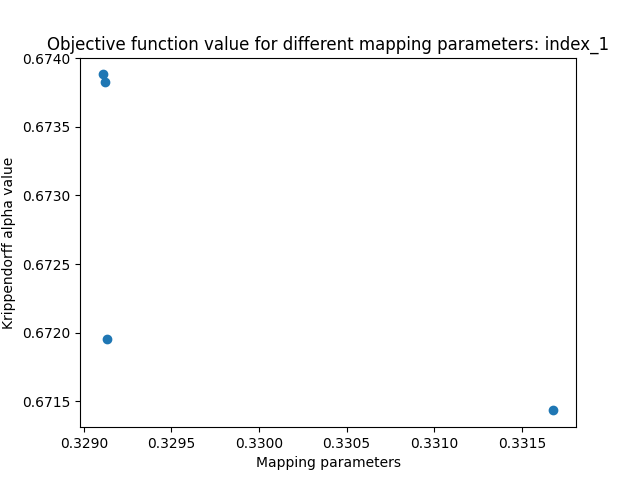 Objective function value for different mapping parameters: index_1
0.6740
0.6735
0.6730
0.6725
0.6720
0.6715
Krippendorff alpha value
0.3290 0.3295 0.3300 0.3305 0.3310 0.3315
Mapping parameters